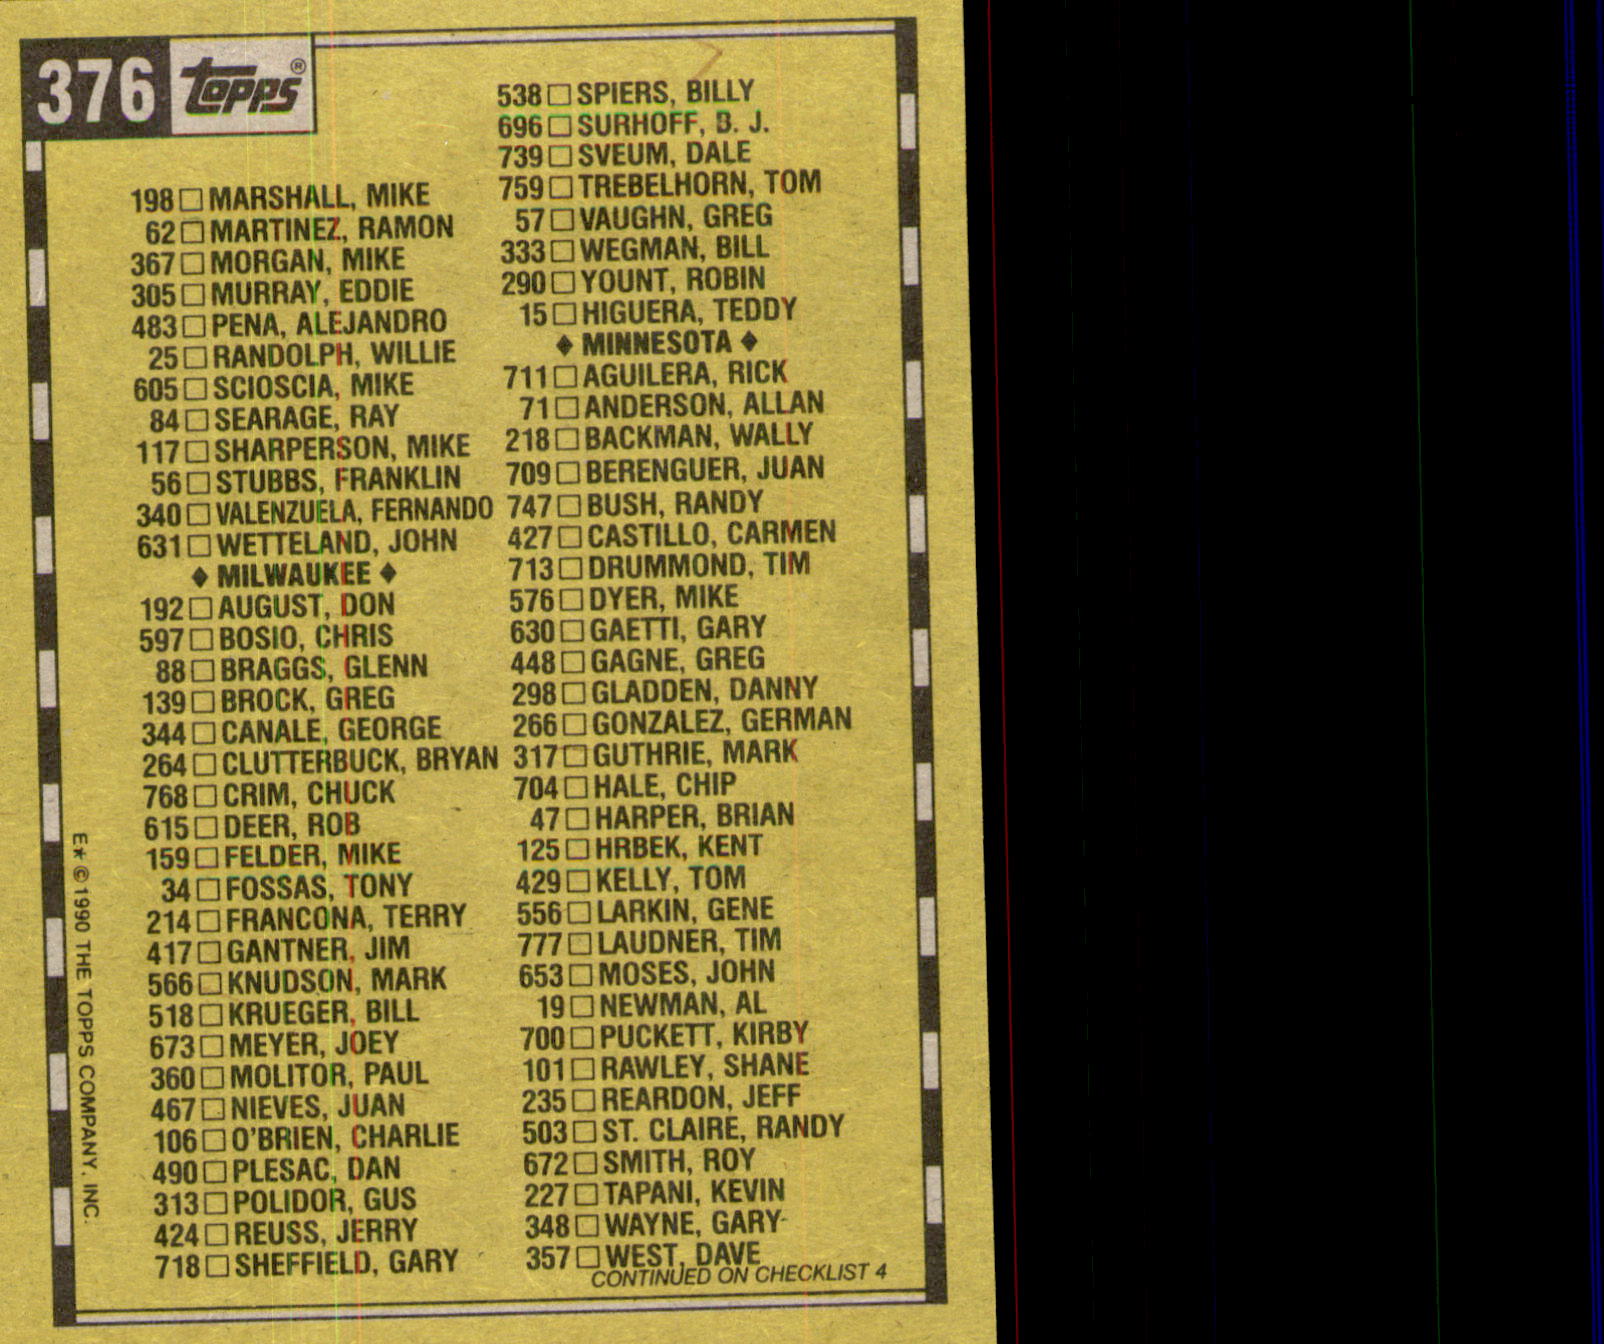 376 topps®
198 □ MARSHALL, MIKE
62 □ MARTINEZ, RAMON
367 □ MORGAN, MIKE
305 □ MURRAY, EDDIE
483 □ PENA, ALEJANDRO
25 □ RANDOLPH, WILLIE
605 □ SCIOSCIA, MIKE
84 □ SEARAGE, RAY
117 □ SHARPERSON, MIKE
56 □ STUBBS, FRANKLIN
340 □ VALENZUELA, FERNANDO
631 □ WETTELAND, JOHN
♦ MILWAUKEE ♦
192 □ AUGUST, DON
597 □ BOSIO, CHRIS
88 □ BRAGGS, GLENN
139 □ BROCK, GREG
344 □ CANALE, GEORGE
264 □ CLUTTERBUCK, BRYAN
768 □ CRIM, CHUCK
615 □ DEER, ROB
159 □ FELDER, MIKE
34 □ FOSSAS, TONY
214 □ FRANCONA, TERRY
417 □ GANTNER, JIM
566 □ KNUDSON, MARK
518 □ KRUEGER, BILL
673 □ MEYER, JOEY
360 □ MOLITOR, PAUL
467 □ NIEVES, JUAN
106 □ O'BRIEN, CHARLIE
490 □ PLESAC, DAN
313 □ POLIDOR, GUS
424 □ REUSS, JERRY
718 □ SHEFFIELD, GARY
538 □ SPIERS, BILLY
696 □ SURHOFF, B. J.
739 □ SVEUM, DALE
759 □ TREBELHORN, TOM
57 □ VAUGHN, GREG
333 □ WEGMAN, BILL
290 □ YOUNT, ROBIN
15 □ HIGUERA, TEDDY
♦ MINNESOTA ♦
711 □ AGUILERA, RICK
71 □ ANDERSON, ALLAN
218 □ BACKMAN, WALLY
709 □ BERENGUER, JUAN
747 □ BUSH, RANDY
427 □ CASTILLO, CARMEN
713 □ DRUMMOND, TIM
576 □ DYER, MIKE
630 □ GAETTI, GARY
448 □ GAGNE, GREG
298 □ GLADDEN, DANNY
266 □ GONZALEZ, GERMAN
317 □ GUTHRIE, MARK
704 □ HALE, CHIP
47 □ HARPER, BRIAN
125 □ HRBEK, KENT
429 □ KELLY, TOM
556 □ LARKIN, GENE
777 □ LAUDNER, TIM
653 □ MOSES, JOHN
19 □ NEWMAN, AL
700 □ PUCKETT, KIRBY
101 □ RAWLEY, SHANE
235 □ REARDON, JEFF
503 □ ST. CLAIRE, RANDY
672 □ SMITH, ROY
227 □ TAPANI, KEVIN
348 □ WAYNE, GARY
357 □ WEST, DAVE
CONTINUED ON CHECKLIST 4
E* ©1990 THE TOPPS COMPANY, INC.